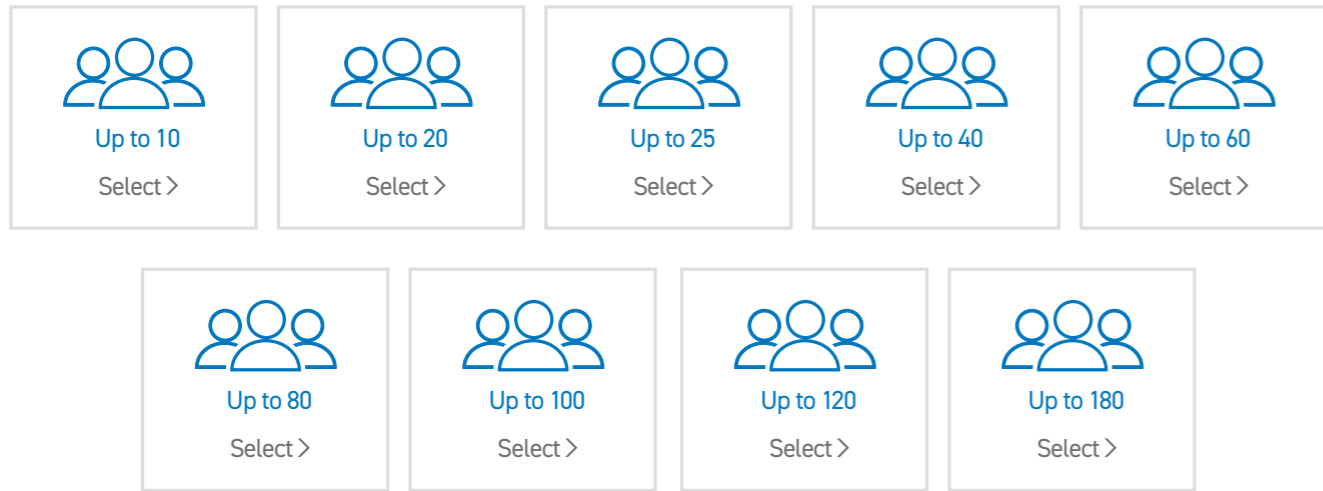 Up to 10
Select >
Up to 20
Select >
Up to 25
Select >
Up to 40
Select >
Up to 60
Select >
Up to 80
Select >
Up to 100
Select >
Up to 120
Select >
Up to 180
Select >